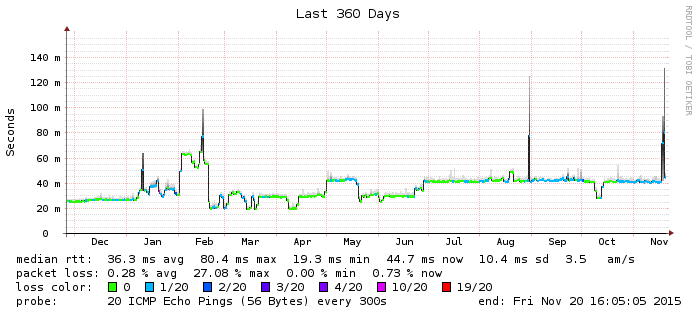 Last 360 Days
RRDTOOL / TOBI OETIKER
Seconds
140 m
120 m
100 m
80 m
60 m
40 m
20 m
0
Dec Jan Feb Mar Apr May Jun Jul Aug Sep Oct Nov
median rtt: 36.3 ms avg 80.4 ms max 19.3 ms min 44.7 ms now 10.4 ms sd 3.5 am/s
packet loss: 0.28 % avg 27.08 % max 0.00 % min 0.73 % now
loss color: 0 1/20 2/20 3/20 4/20 10/20 19/20
probe: 20 ICMP Echo Pings (56 Bytes) every 300s end: Fri Nov 20 16:05:05 2015